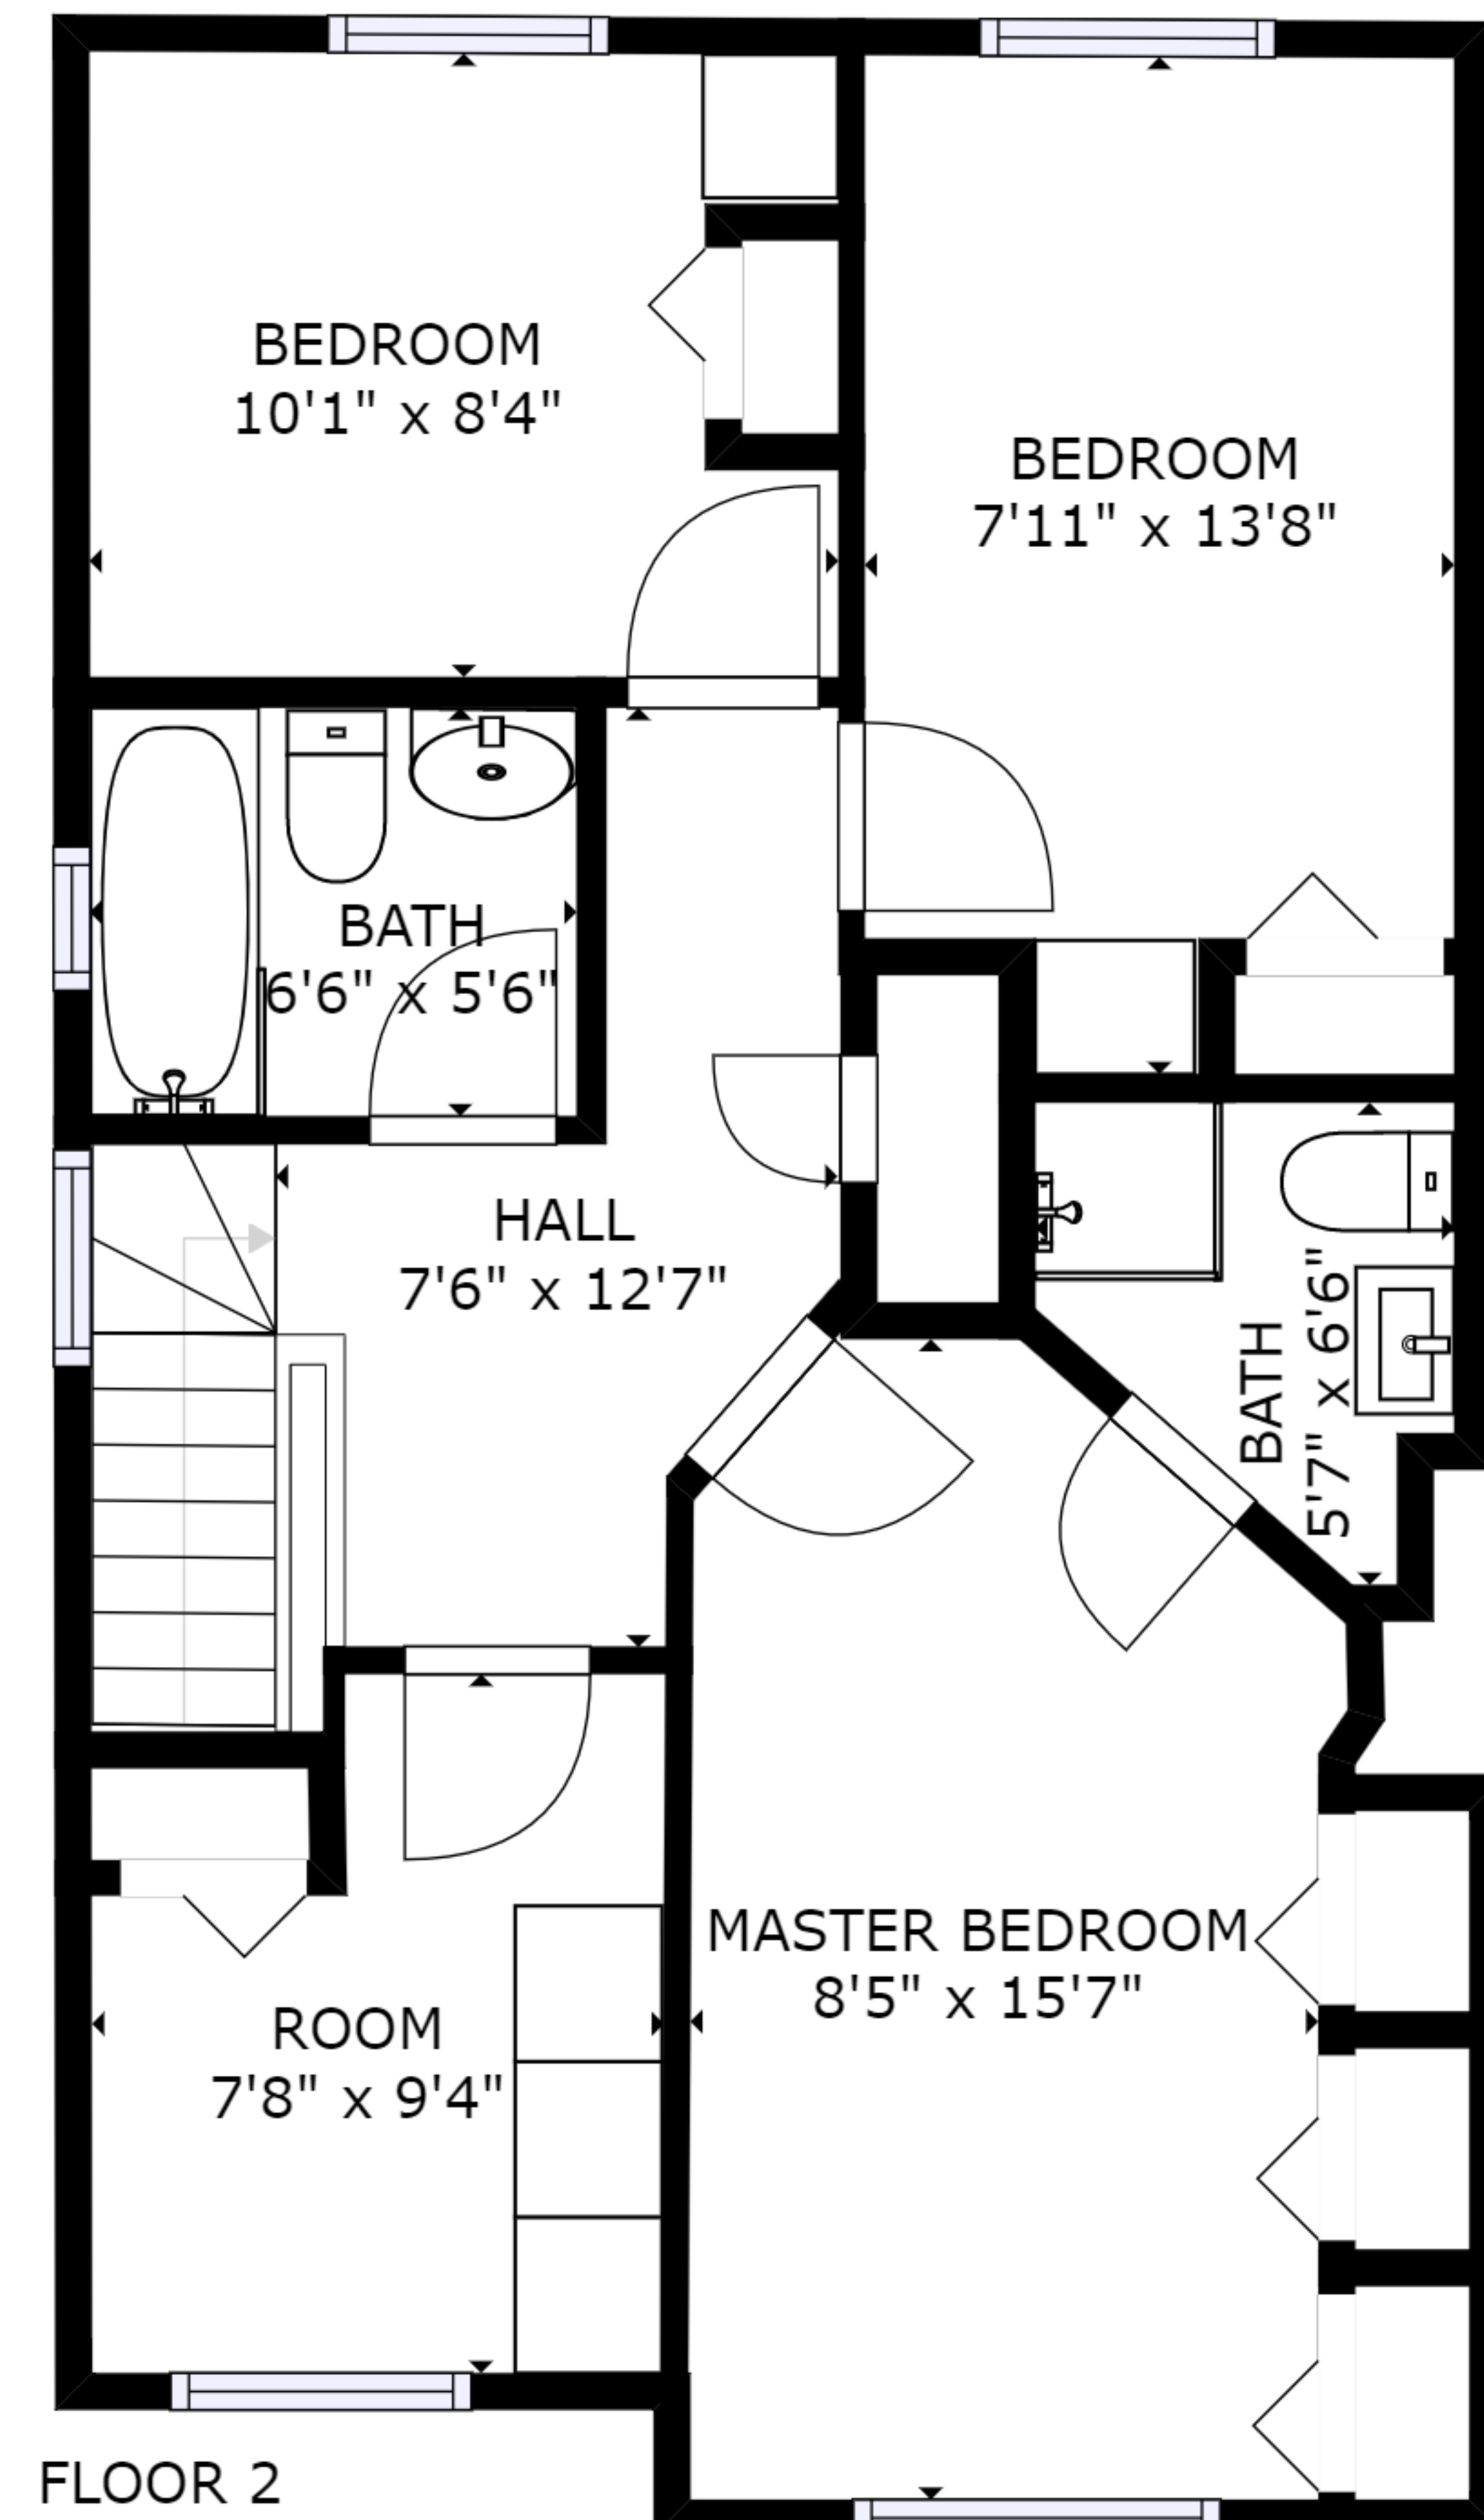 BEDROOM
10'1" x 8'4"
BEDROOM
7'11" x 13'8"
BATH
6'6" x 5'6"
HALL
7'6" x 12'7"
BATH
5'7" x 6'6"
MASTER BEDROOM
8'5" x 15'7"
ROOM
7'8" x 9'4"
FLOOR 2